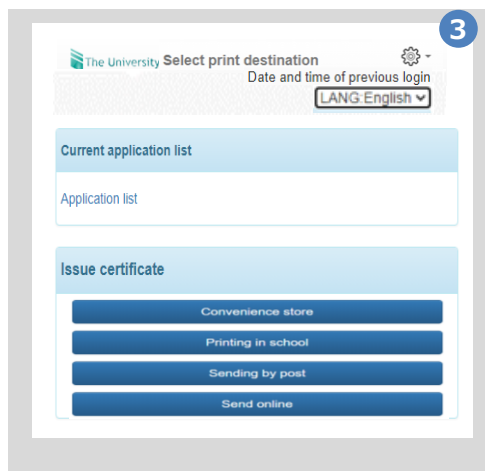 3
The University Select print destination
Date and time of previous login
LANG:English
Current application list
Application list
Issue certificate
Convenience store
Printing in school
Sending by post
Send online